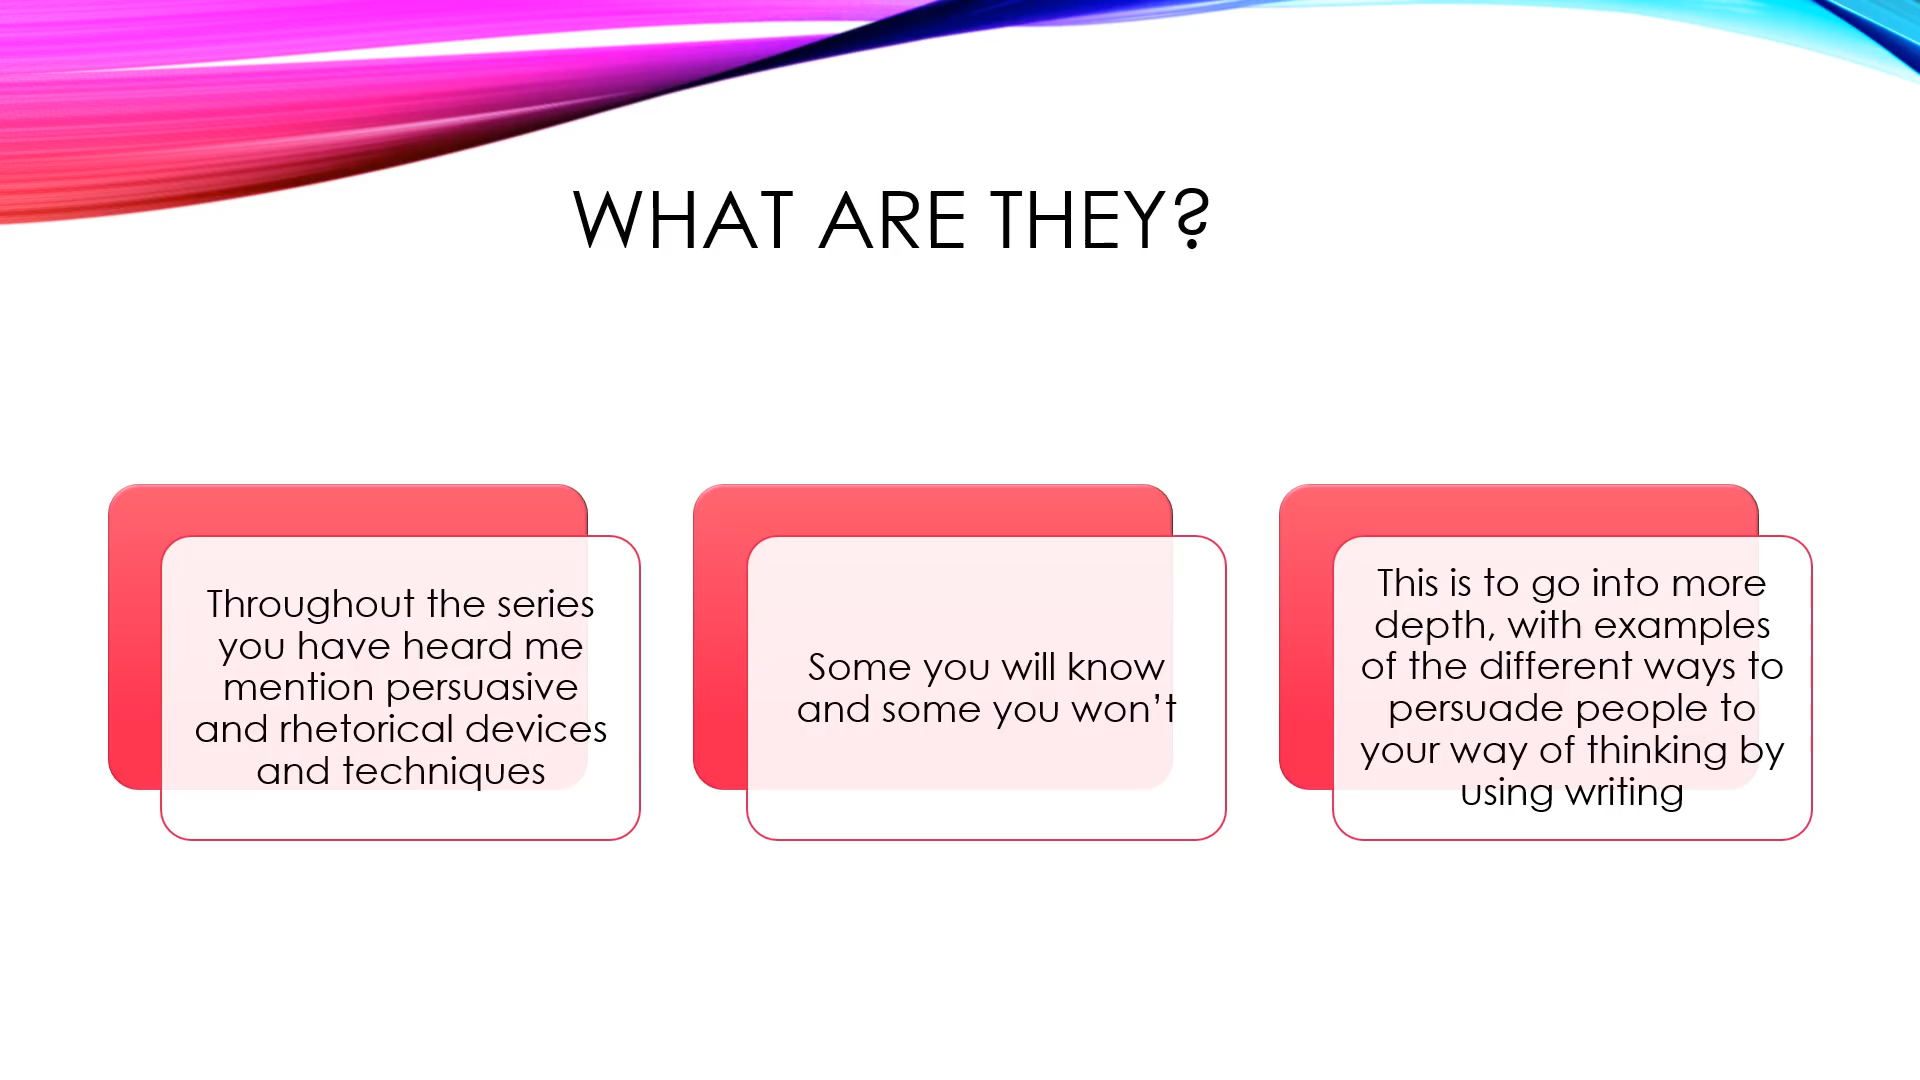 WHAT ARE THEY?
Throughout the series
you have heard me
mention persuasive
and rhetorical devices
and techniques
Some you will know
and some you won’t
This is to go into more
depth, with examples
of the different ways to
persuade people to
your way of thinking by
using writing